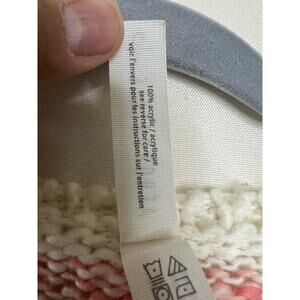 100% acrylic / acrylique
see reverse for care /
voir l'envers pour les instructions sur l'entretien